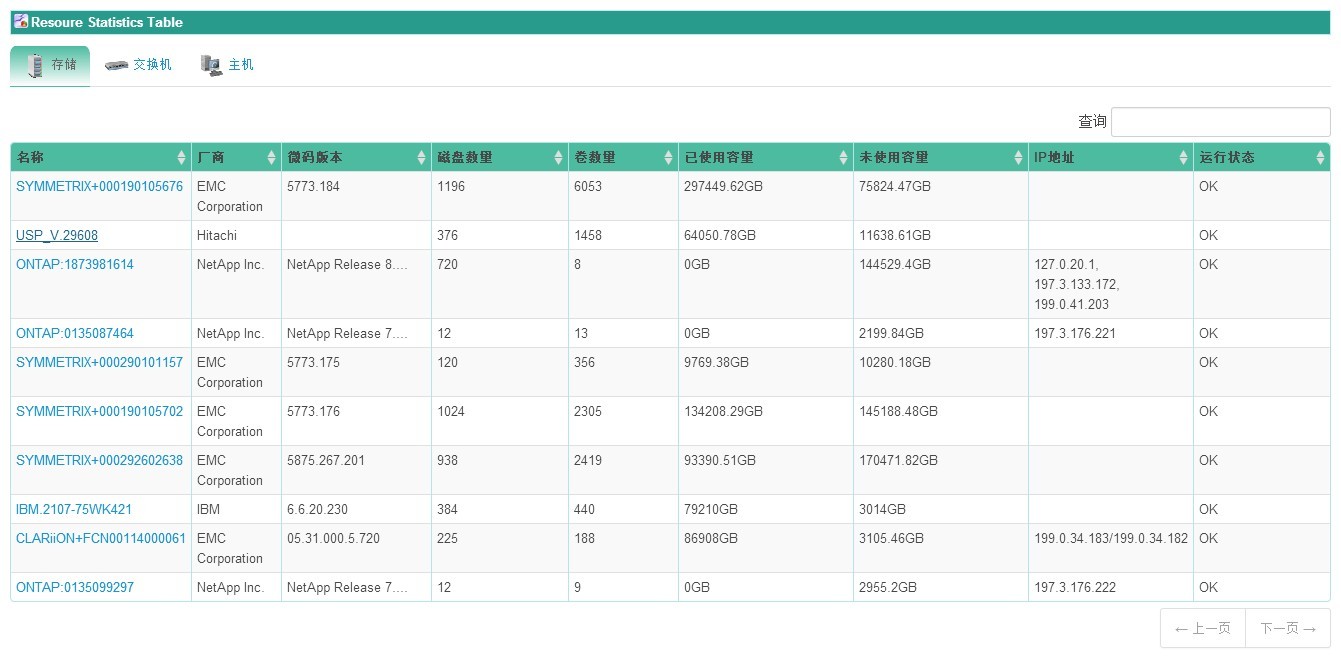 Resoure Statistics Table
存储 交换机 主机
查询
名称 厂商 微码版本 磁盘数量 卷数量 已使用容量 未使用容量 IP地址 运行状态
SYMMETRIX+000190105676 EMC 5773.184 1196 6053 297449.62GB 75824.47GB OK
Corporation
USP_V.29608 Hitachi 376 1458 64050.78GB 11638.61GB OK
ONTAP:1873981614 NetApp Inc. NetApp Release 8.... 720 8 0GB 144529.4GB 127.0.20.1, OK
197.3.133.172,
199.0.41.203
ONTAP:0135087464 NetApp Inc. NetApp Release 7.... 12 13 0GB 2199.84GB 197.3.176.221 OK
SYMMETRIX+000290101157 EMC 5773.175 120 356 9769.38GB 10280.18GB OK
Corporation
SYMMETRIX+000190105702 EMC 5773.176 1024 2305 134208.29GB 145188.48GB OK
Corporation
SYMMETRIX+000292602638 EMC 5875.267.201 938 2419 93390.51GB 170471.82GB OK
Corporation
IBM.2107-75WK421 IBM 6.6.20.230 384 440 79210GB 3014GB OK
CLARiiON+FCN00114000061 EMC 05.31.000.5.720 225 188 86908GB 3105.46GB 199.0.34.183/199.0.34.182 OK
Corporation
ONTAP:0135099297 NetApp Inc. NetApp Release 7.... 12 9 0GB 2955.2GB 197.3.176.222 OK
← 上一页 下一页 →